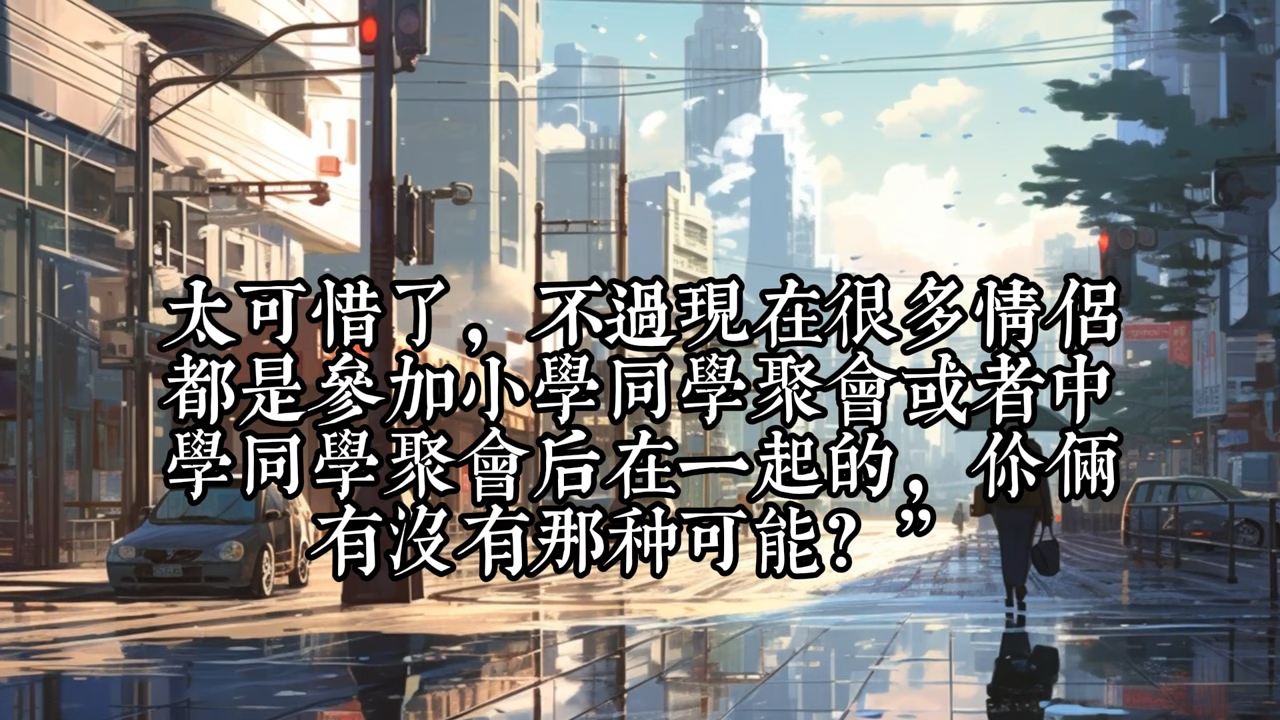 太可惜了，不過現在很多情侶
都是參加小學同學聚會或者中
學同學聚會后在一起的，伱倆
有沒有那种可能？”